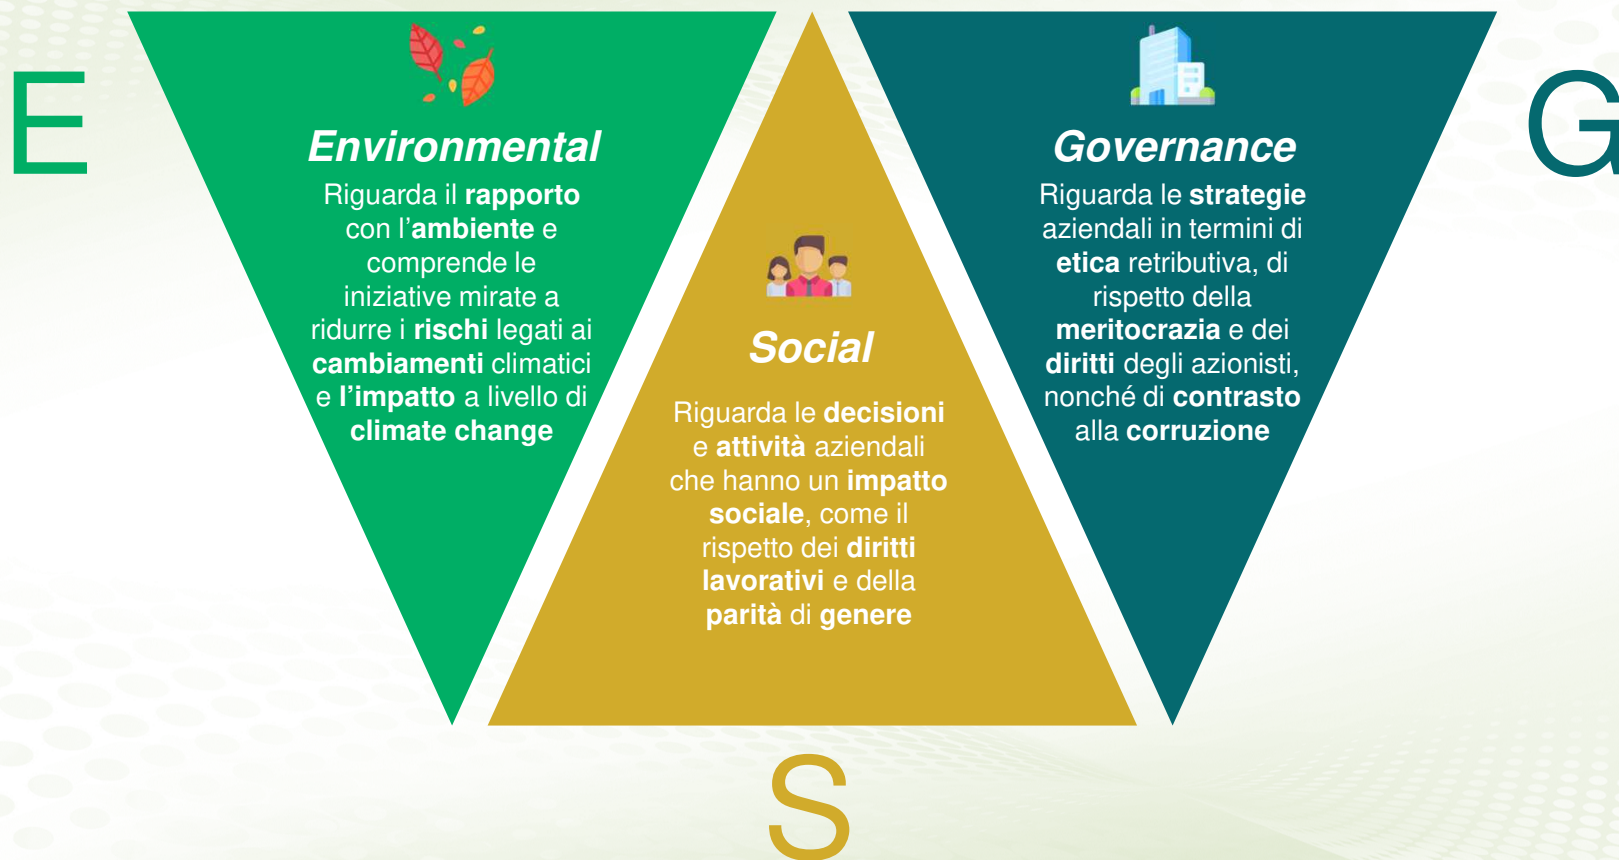 E
Environmental
Riguarda il rapporto
con l’ambiente e
comprende le
iniziative mirate a
ridurre i rischi legati ai
cambiamenti climatici
e l’impatto a livello di
climate change
Social
Riguarda le decisioni
e attività aziendali
che hanno un impatto
sociale, come il
rispetto dei diritti
lavorativi e della
parità di genere
S
Governance
Riguarda le strategie
aziendali in termini di
etica retributiva, di
rispetto della
meritocrazia e dei
diritti degli azionisti,
nonché di contrasto
alla corruzione
G